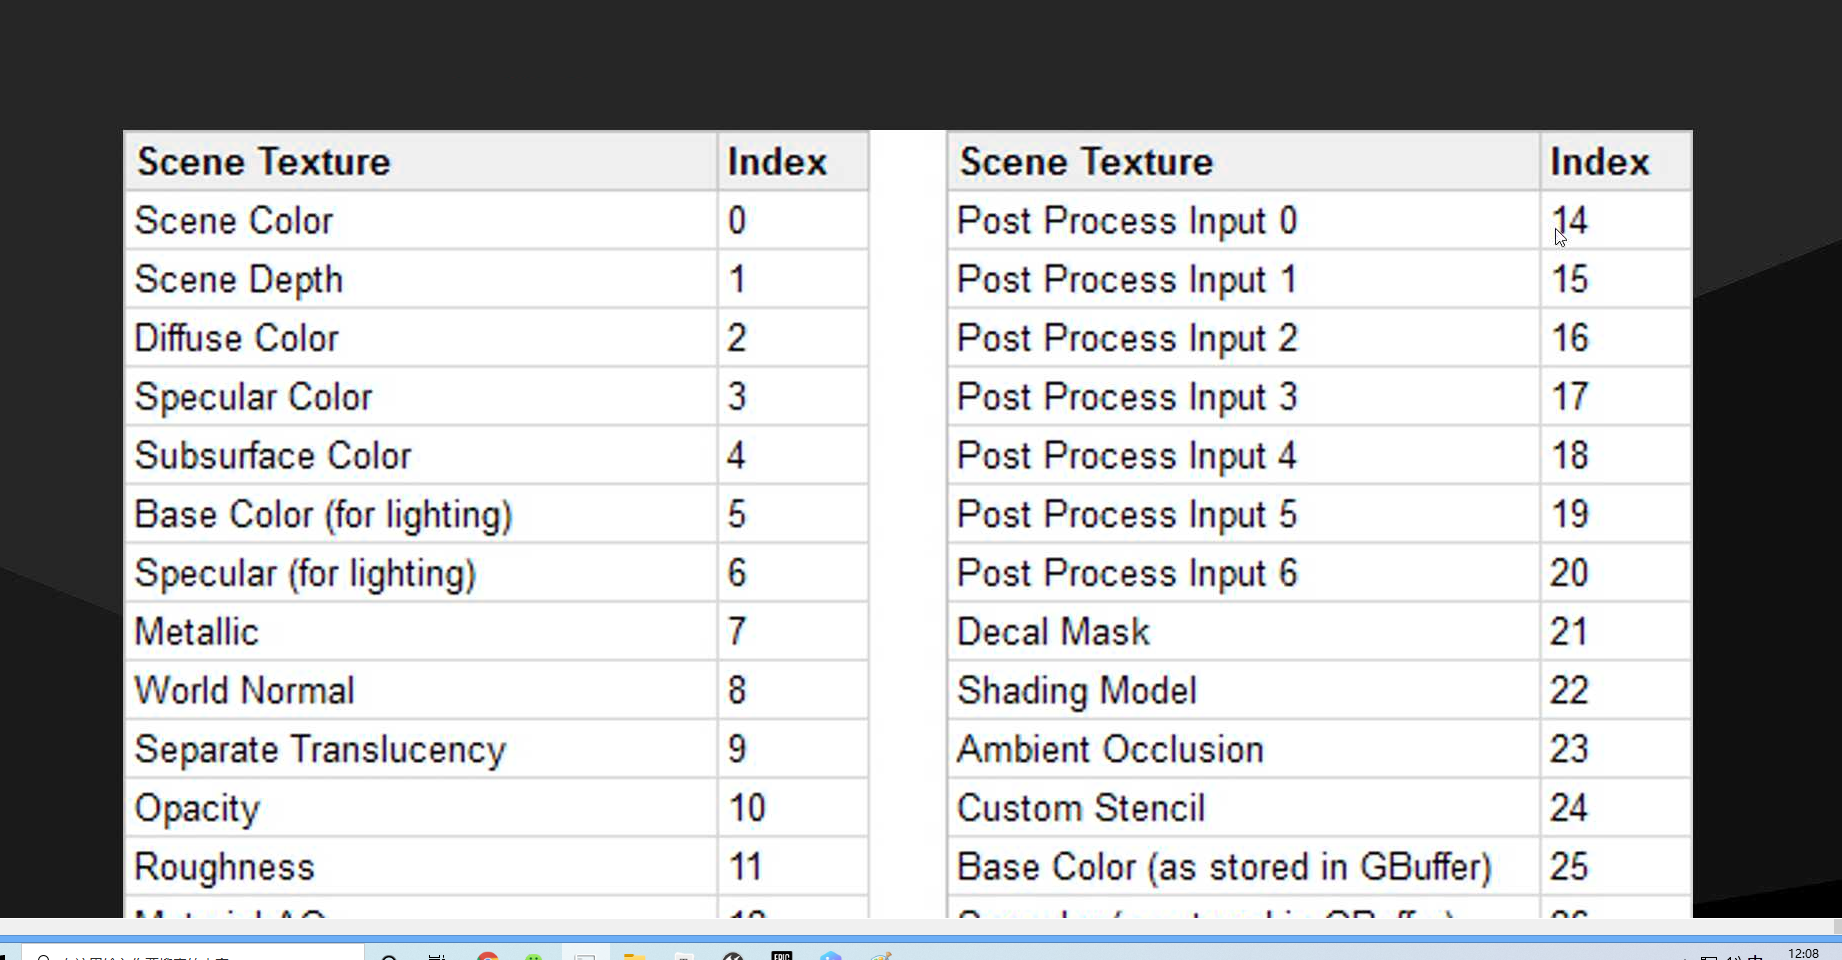 Scene Texture Index
Scene Color 0
Scene Depth 1
Diffuse Color 2
Specular Color 3
Subsurface Color 4
Base Color (for lighting) 5
Specular (for lighting) 6
Metallic 7
World Normal 8
Separate Translucency 9
Opacity 10
Roughness 11
Scene Texture Index
Post Process Input 0 14
Post Process Input 1 15
Post Process Input 2 16
Post Process Input 3 17
Post Process Input 4 18
Post Process Input 5 19
Post Process Input 6 20
Decal Mask 21
Shading Model 22
Ambient Occlusion 23
Custom Stencil 24
Base Color (as stored in GBuffer) 25
12:08